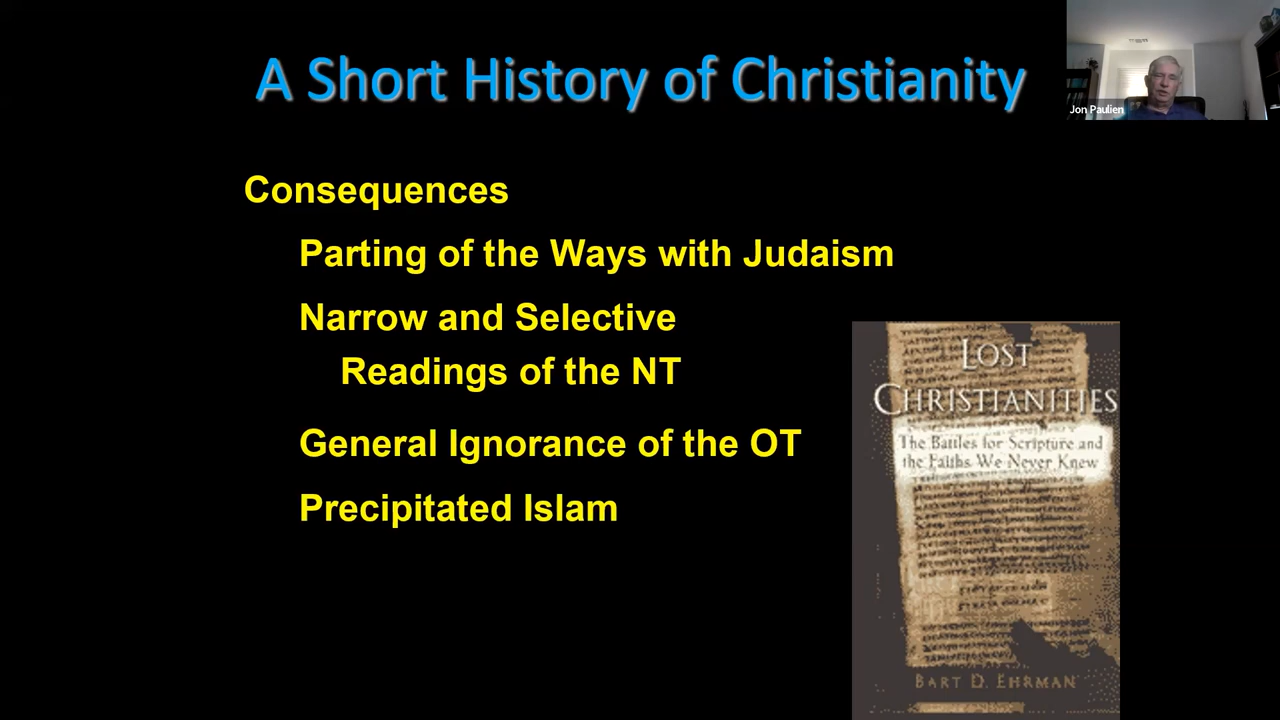 A Short History of Christianity
Jon Paulien
Consequences
Parting of the Ways with Judaism
Narrow and Selective
Readings of the NT
General Ignorance of the OT
Precipitated Islam
LOST
CHRISTIANITIES
The Battles for Scripture and
the Faiths We Never Knew
BART D. EHRMAN